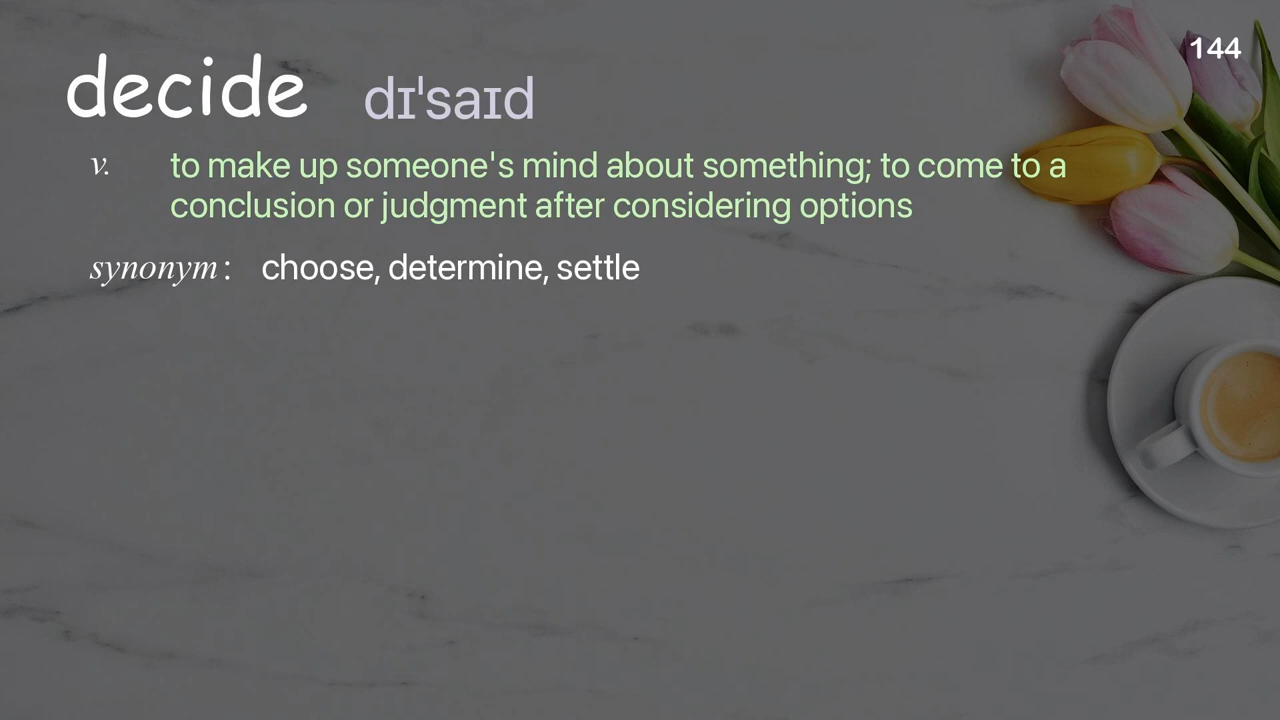 144
decide dɪˈsaɪd
v. to make up someone's mind about something; to come to a
conclusion or judgment after considering options
synonym: choose, determine, settle